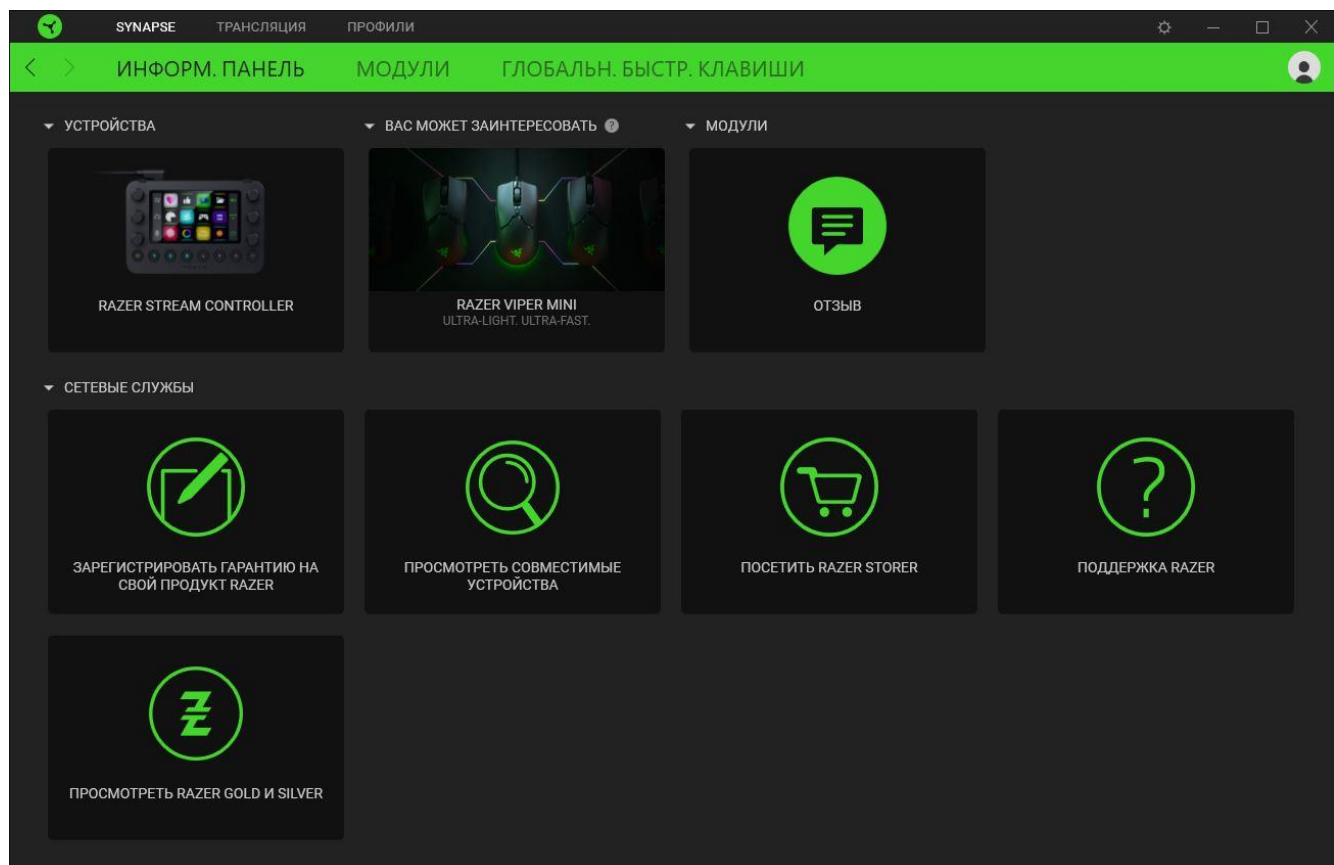 SYNAPSE ТРАНСЛЯЦИЯ ПРОФИЛИ
ИНФОРМ. ПАНЕЛЬ МОДУЛИ ГЛОБАЛЬН. БЫСТР. КЛАВИШИ
УСТРОЙСТВА
ВАС МОЖЕТ ЗАИНТЕРЕСОВАТЬ ?
МОДУЛИ
RAZER STREAM CONTROLLER
RAZER VIPER MINI
ULTRA-LIGHT. ULTRA-FAST.
ОТЗЫВ
СЕТЕВЫЕ СЛУЖБЫ
ЗАРЕГИСТРИРОВАТЬ ГАРАНТИЮ НА
СВОЙ ПРОДУКТ RAZER
ПРОСМОТРЕТЬ СОВМЕСТИМЫЕ
УСТРОЙСТВА
ПОСЕТИТЬ RAZER STORER
ПОДДЕРЖКА RAZER
ПРОСМОТРЕТЬ RAZER GOLD И SILVER